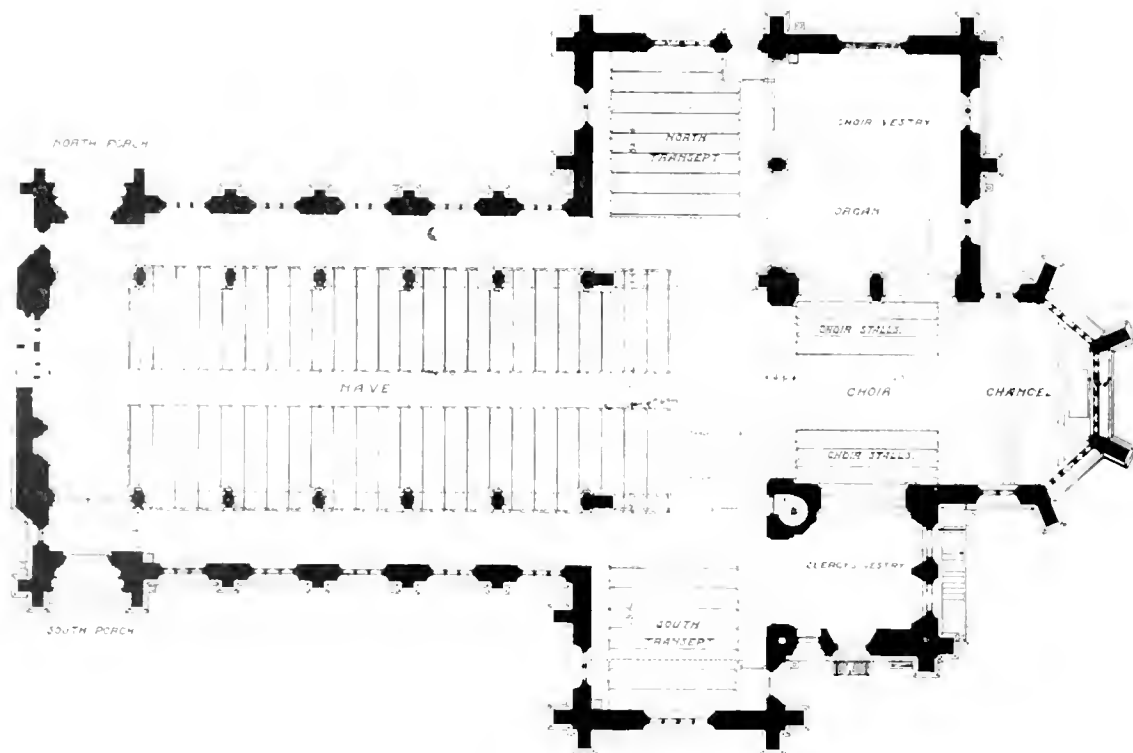 NORTH PORCH
NORTH
TRANSEPT
CHOIR VESTRY
ORGAN
CHOIR STALLS.
NAVE
CHOIR
CHANCEL
CHOIR STALLS.
CLERGY'S VESTRY
SOUTH PORCH
SOUTH
TRANSEPT